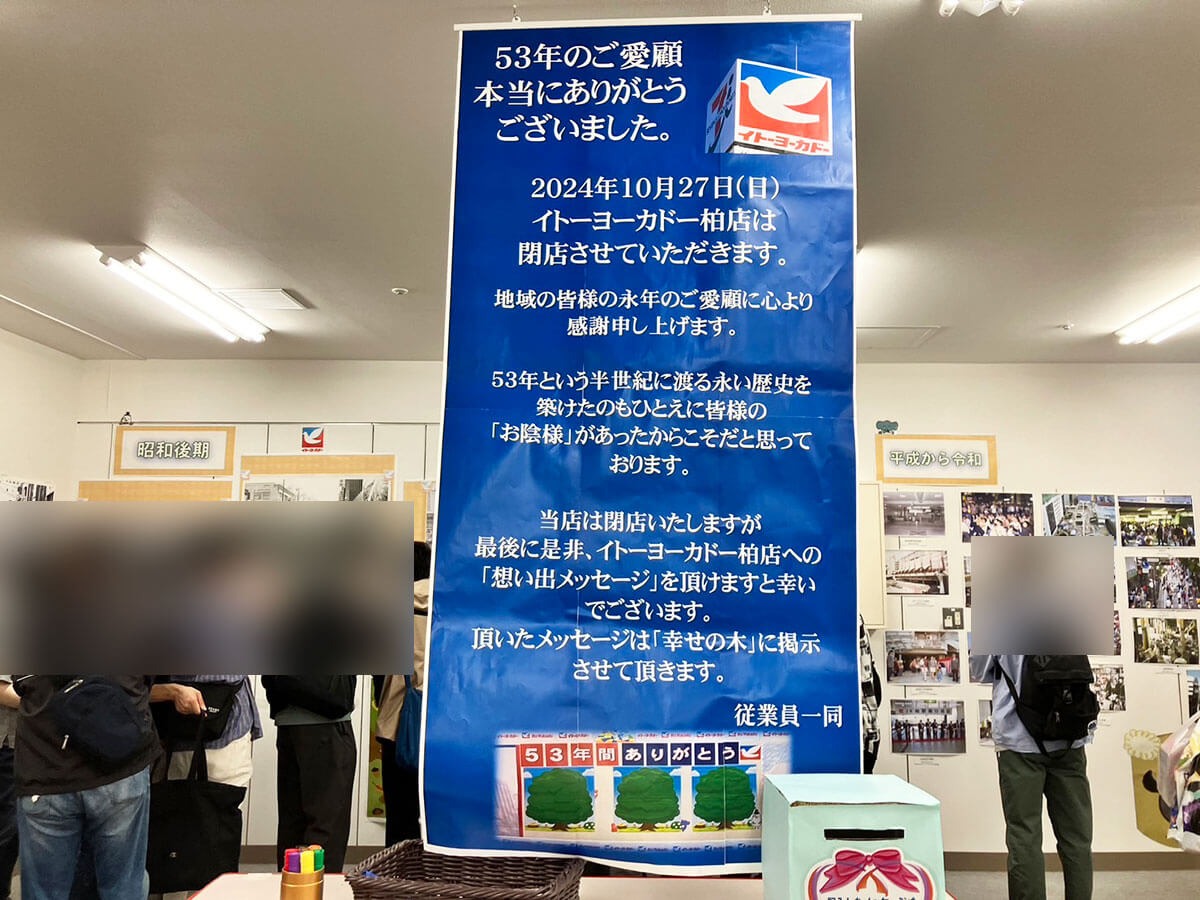 53年のご愛顧
本当にありがとう
ございました。
イトーヨーカドー
2024年10月27日(日)
イトーヨーカドー柏店は
閉店させていただきます。
地域の皆様の永年のご愛顧に心より
感謝申し上げます。
53年という半世紀に渡る永い歴史を
築けたのもひとえに皆様の
「お陰様」があったからこそだと思って
おります。
当店は閉店いたしますが
最後に是非、イトーヨーカドー柏店への
「想い出メッセージ」を頂けますと幸い
でございます。
頂いたメッセージは「幸せの木」に掲示
させて頂きます。
従業員一同
53年間ありがとう
昭和後期
イトーヨーカドー
平成から令和